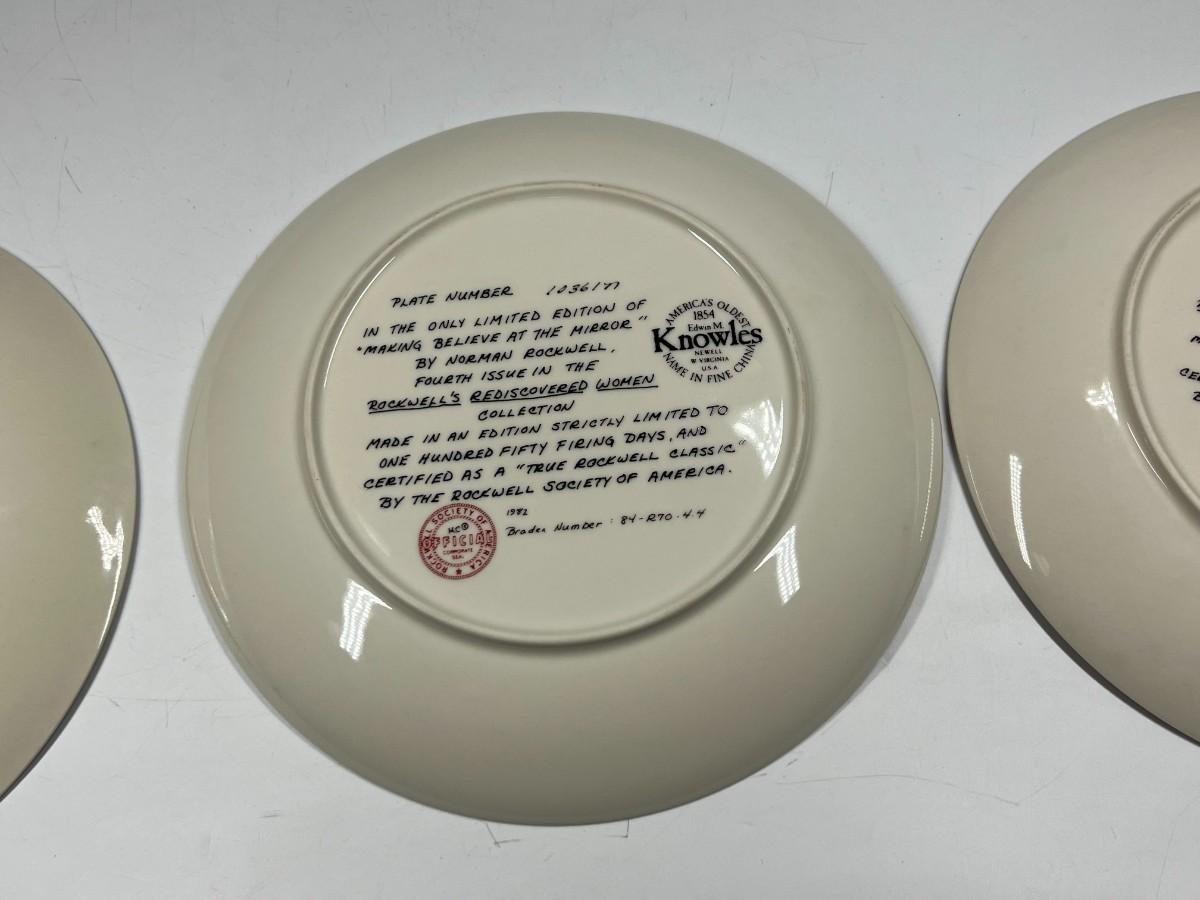 PLATE NUMBER
IN THE ONLY LIMITED EDITION OF
"MAKING BELIEVE AT THE MIRROR"
BY NORMAN ROCKWELL,
FOURTH ISSUE IN THE
ROCKWELL'S REDISCOVERED WOMEN
COLLECTION
MADE IN AN EDITION STRICTLY LIMITED TO
ONE HUNDRED FIFTY FIRING DAYS, AND
CERTIFIED AS A "TRUE ROCKWELL CLASSIC"
BY THE ROCKWELL SOCIETY OF AMERICA.
1982
Braden Number: 84-R70-4.4
AMERICA'S OLDEST
1854
Edwin M.
Knowles
NEWELL
W VIRGINIA
U.S.A
NAME IN FINE CHINA
ROCKWELL SOCIETY OF AMERICA
H.C®
OFFICIAL
CORPORATE
SEAL